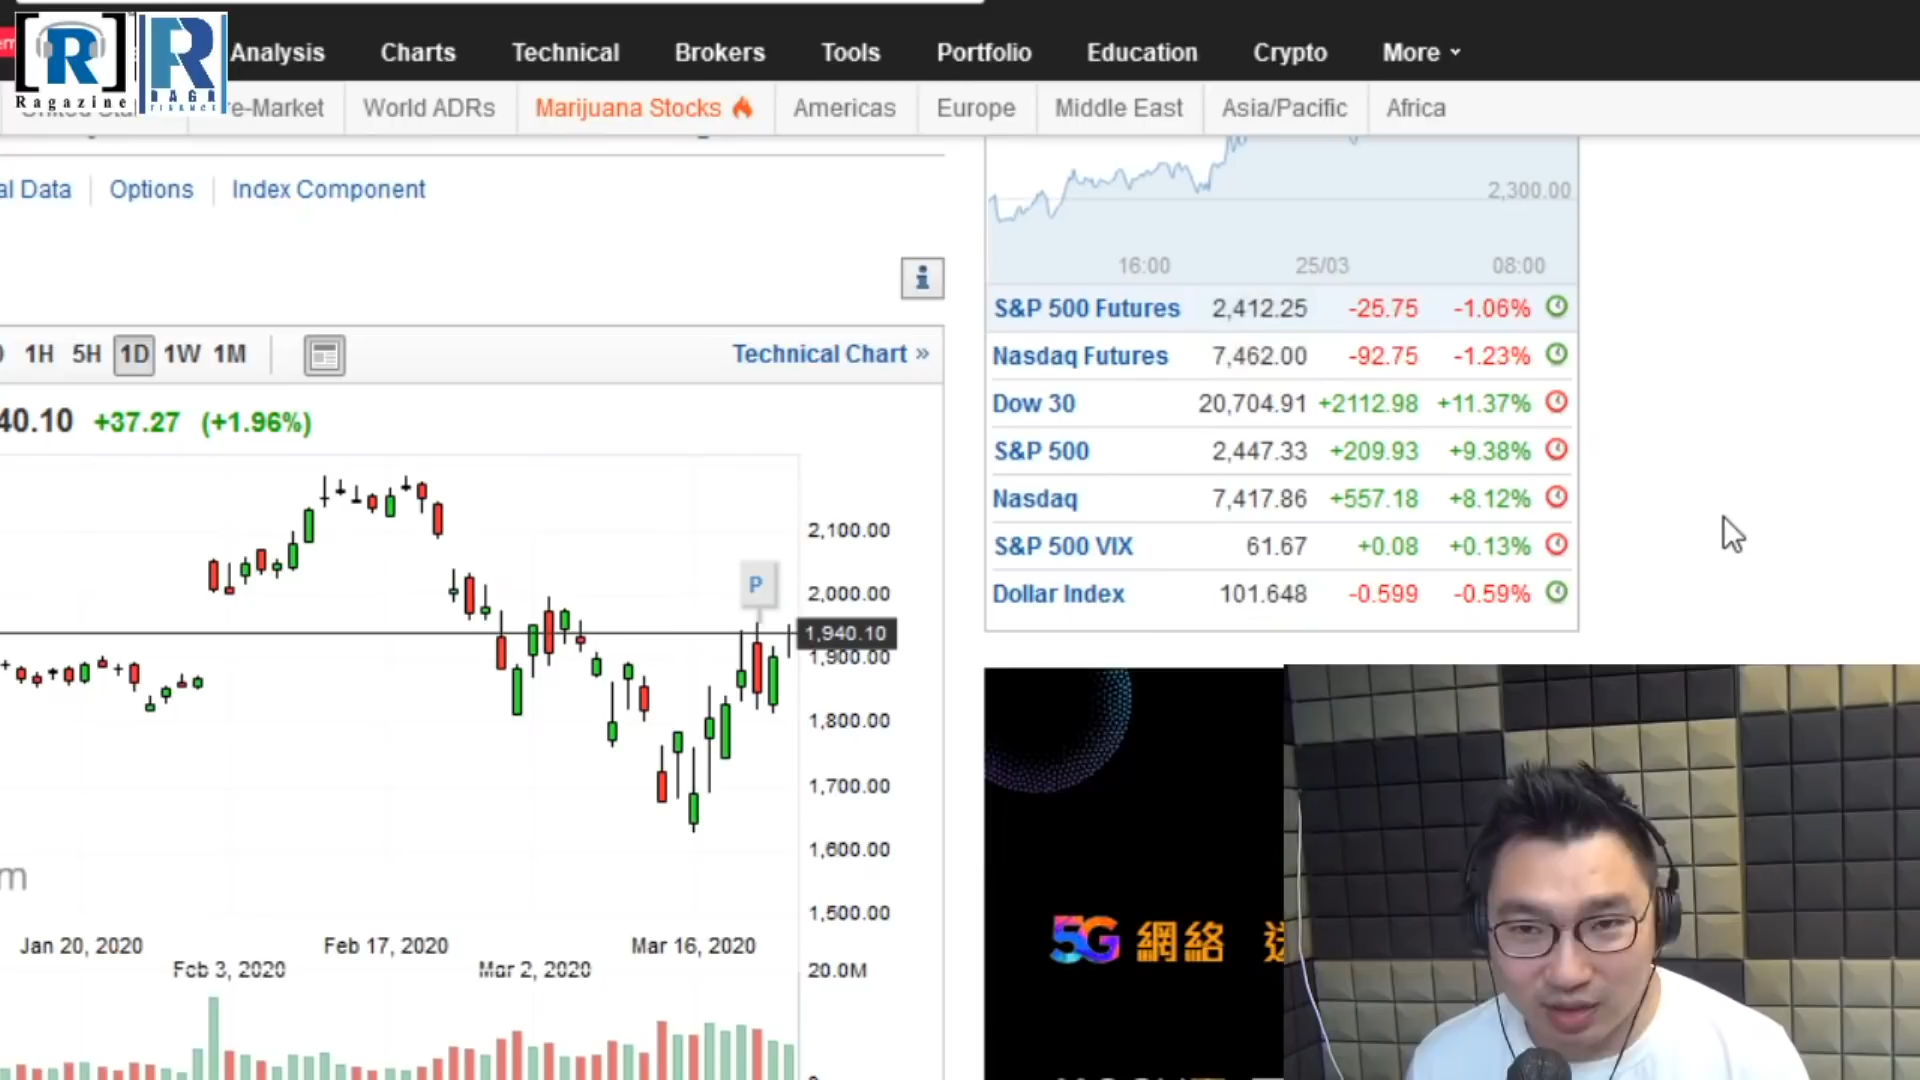 [R] R
Ragazine RAGA
FINANCE
Analysis Charts Technical Brokers Tools Portfolio Education Crypto More
e-Market World ADRs Marijuana Stocks Americas Europe Middle East Asia/Pacific Africa
al Data Options Index Component
2,300.00
16:00 25/03 08:00
S&P 500 Futures 2,412.25 -25.75 -1.06%
Nasdaq Futures 7,462.00 -92.75 -1.23%
Dow 30 20,704.91 +2112.98 +11.37%
S&P 500 2,447.33 +209.93 +9.38%
Nasdaq 7,417.86 +557.18 +8.12%
S&P 500 VIX 61.67 +0.08 +0.13%
Dollar Index 101.648 -0.599 -0.59%
i
1H 5H 1D 1W 1M Technical Chart »
40.10 +37.27 (+1.96%)
2,100.00
P
2,000.00
1,940.10
1,900.00
1,800.00
1,700.00
1,600.00
m
1,500.00
Jan 20, 2020 Feb 17, 2020 Mar 16, 2020
Feb 3, 2020 Mar 2, 2020
20.0M
5G 網絡